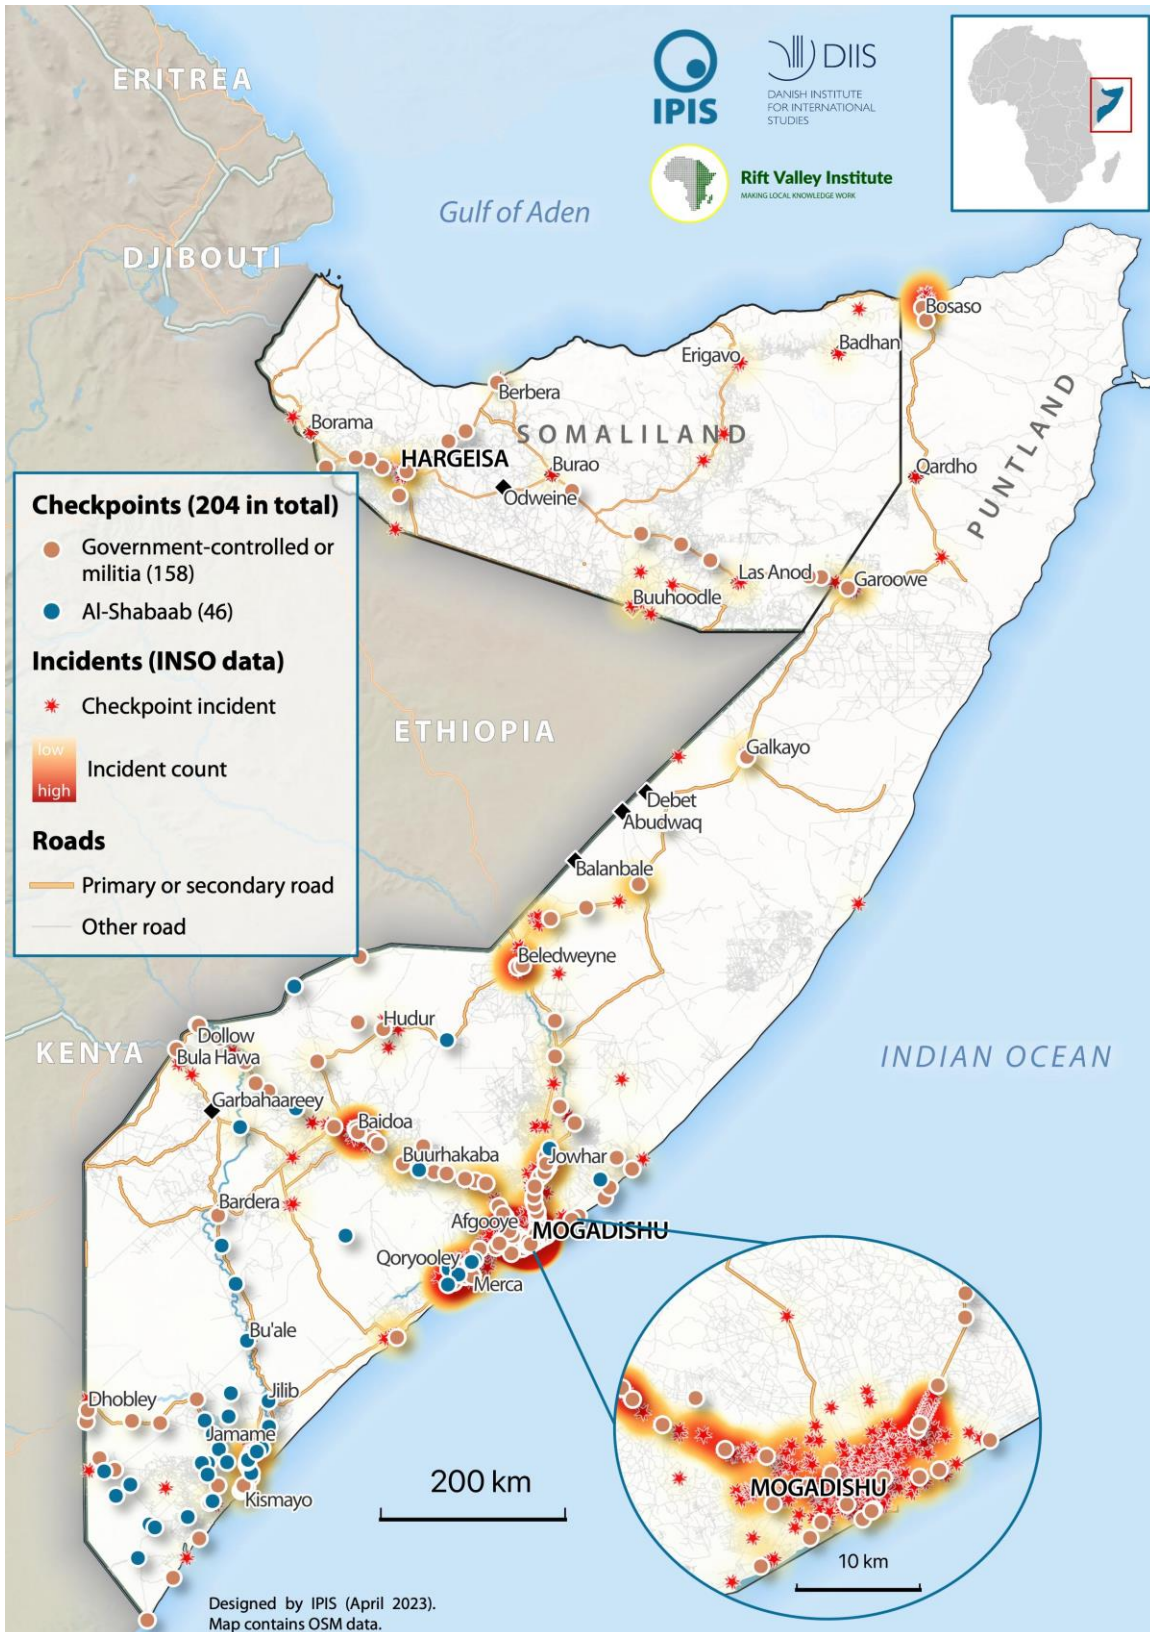 ERITREA
IPIS
DIIS
DANISH INSTITUTE
FOR INTERNATIONAL
STUDIES
Rift Valley Institute
MAKING LOCAL KNOWLEDGE WORK
Gulf of Aden
DJIBOUTI
Bosaso
Badhan
Erigavo
Berbera
Borama
SOMALILAND
PUNTLAND
HARGEISA
Burao
Qardho
Odweine
Las Anod
Garoowe
Buuhoodle
Checkpoints (204 in total)
Government-controlled or
militia (158)
Al-Shabaab (46)
Incidents (INSO data)
Checkpoint incident
low
high
Incident count
Roads
Primary or secondary road
Other road
ETHIOPIA
Galkayo
Debet
Abudwaq
Balanbale
Beledweyne
Hudur
Dollow
KENYA
Bula Hawa
INDIAN OCEAN
Garbahaareey
Baidoa
Buurhakaba
Jowhar
Bardera
Afgooye
MOGADISHU
Qoryooley
Merca
Bu'ale
Dhobley
Jilib
Jamame
Kismayo
200 km
MOGADISHU
10 km
Designed by IPIS (April 2023).
Map contains OSM data.